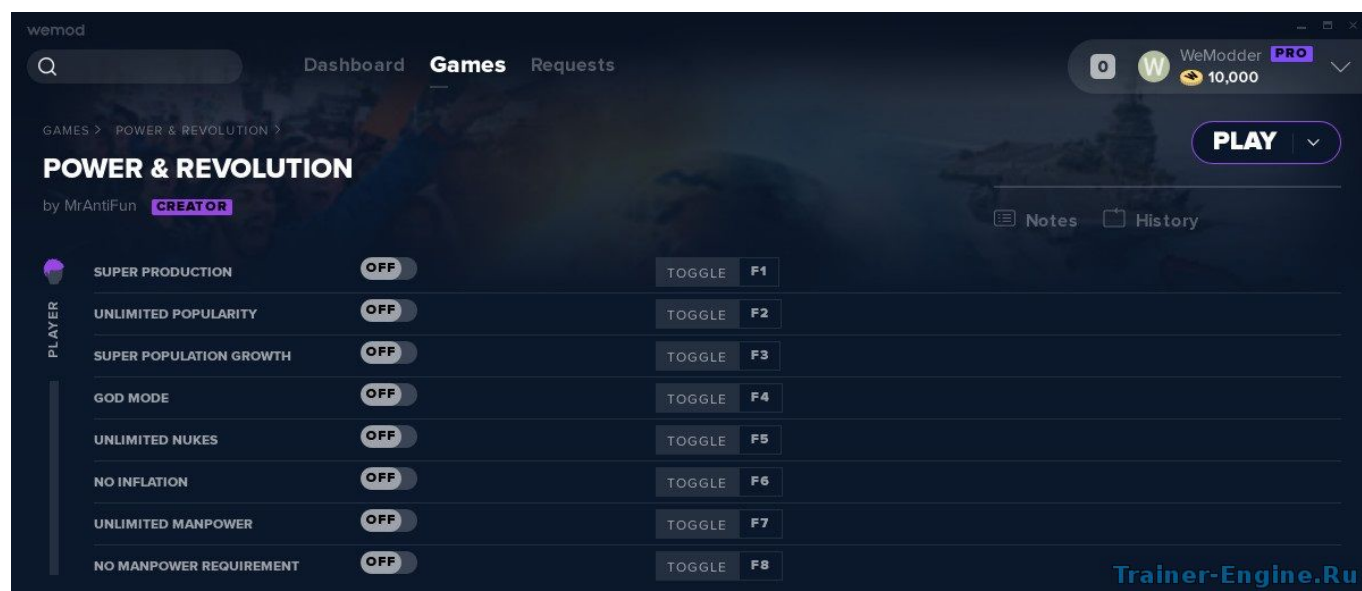 wemod
Dashboard Games Requests
0 W WeModder PRO
10,000
GAMES > POWER & REVOLUTION >
POWER & REVOLUTION
PLAY
by MrAntiFun CREATOR
Notes History
PLAYER
SUPER PRODUCTION OFF TOGGLE F1
UNLIMITED POPULARITY OFF TOGGLE F2
SUPER POPULATION GROWTH OFF TOGGLE F3
GOD MODE OFF TOGGLE F4
UNLIMITED NUKES OFF TOGGLE F5
NO INFLATION OFF TOGGLE F6
UNLIMITED MANPOWER OFF TOGGLE F7
NO MANPOWER REQUIREMENT OFF TOGGLE F8
Trainer-Engine.Ru